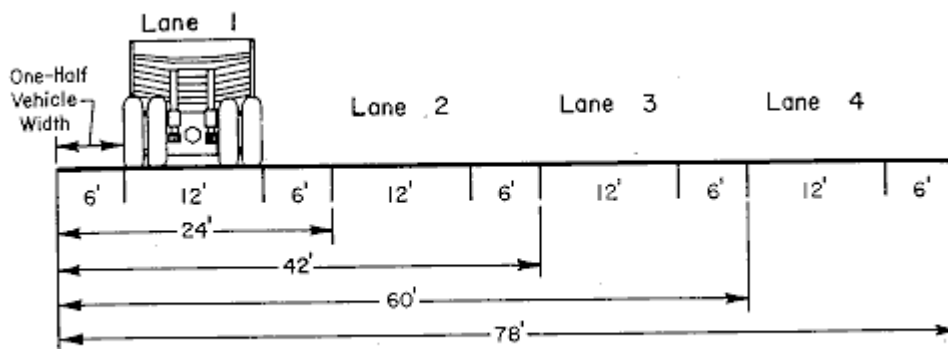 Lane 1
One-Half
Vehicle
Width
Lane 2 Lane 3 Lane 4
6' 12' 6' 12' 6' 12' 6' 12' 6'
24'
42'
60'
78'